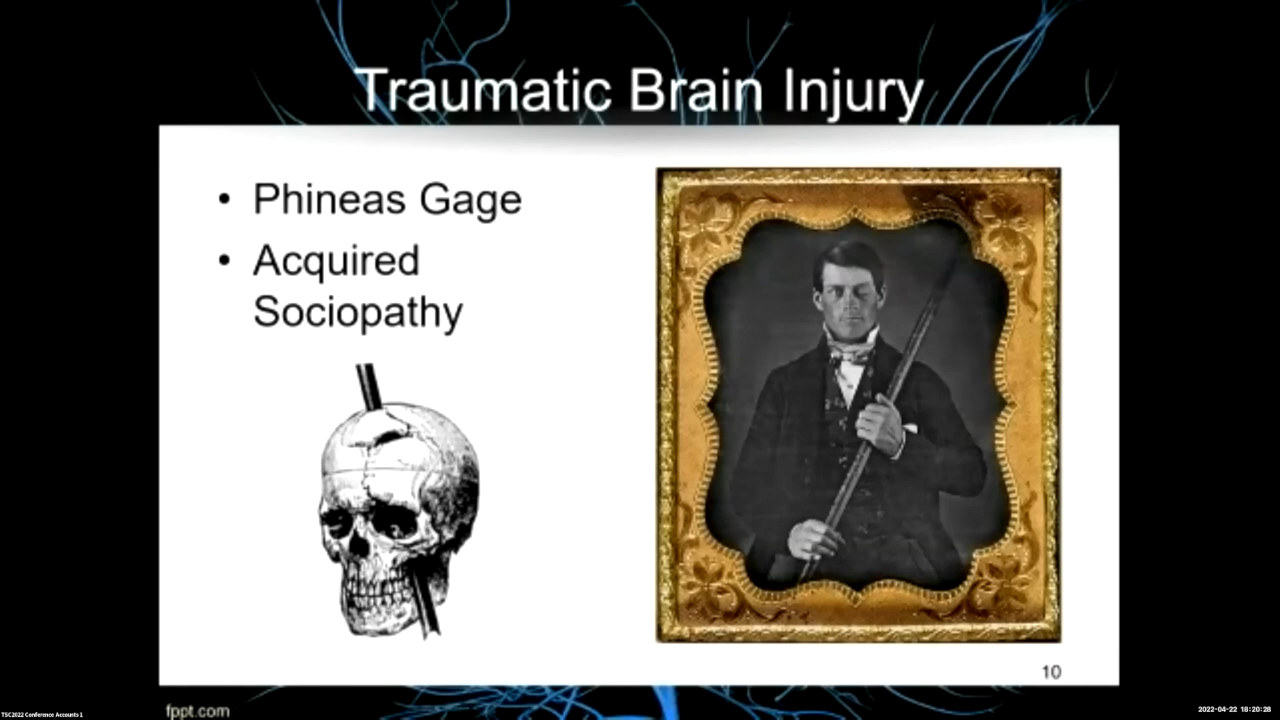 Traumatic Brain Injury
• Phineas Gage
• Acquired
Sociopathy
10
fppt.com
TSC2022 Conference Accounts 1
2022-04-22 18:20:28